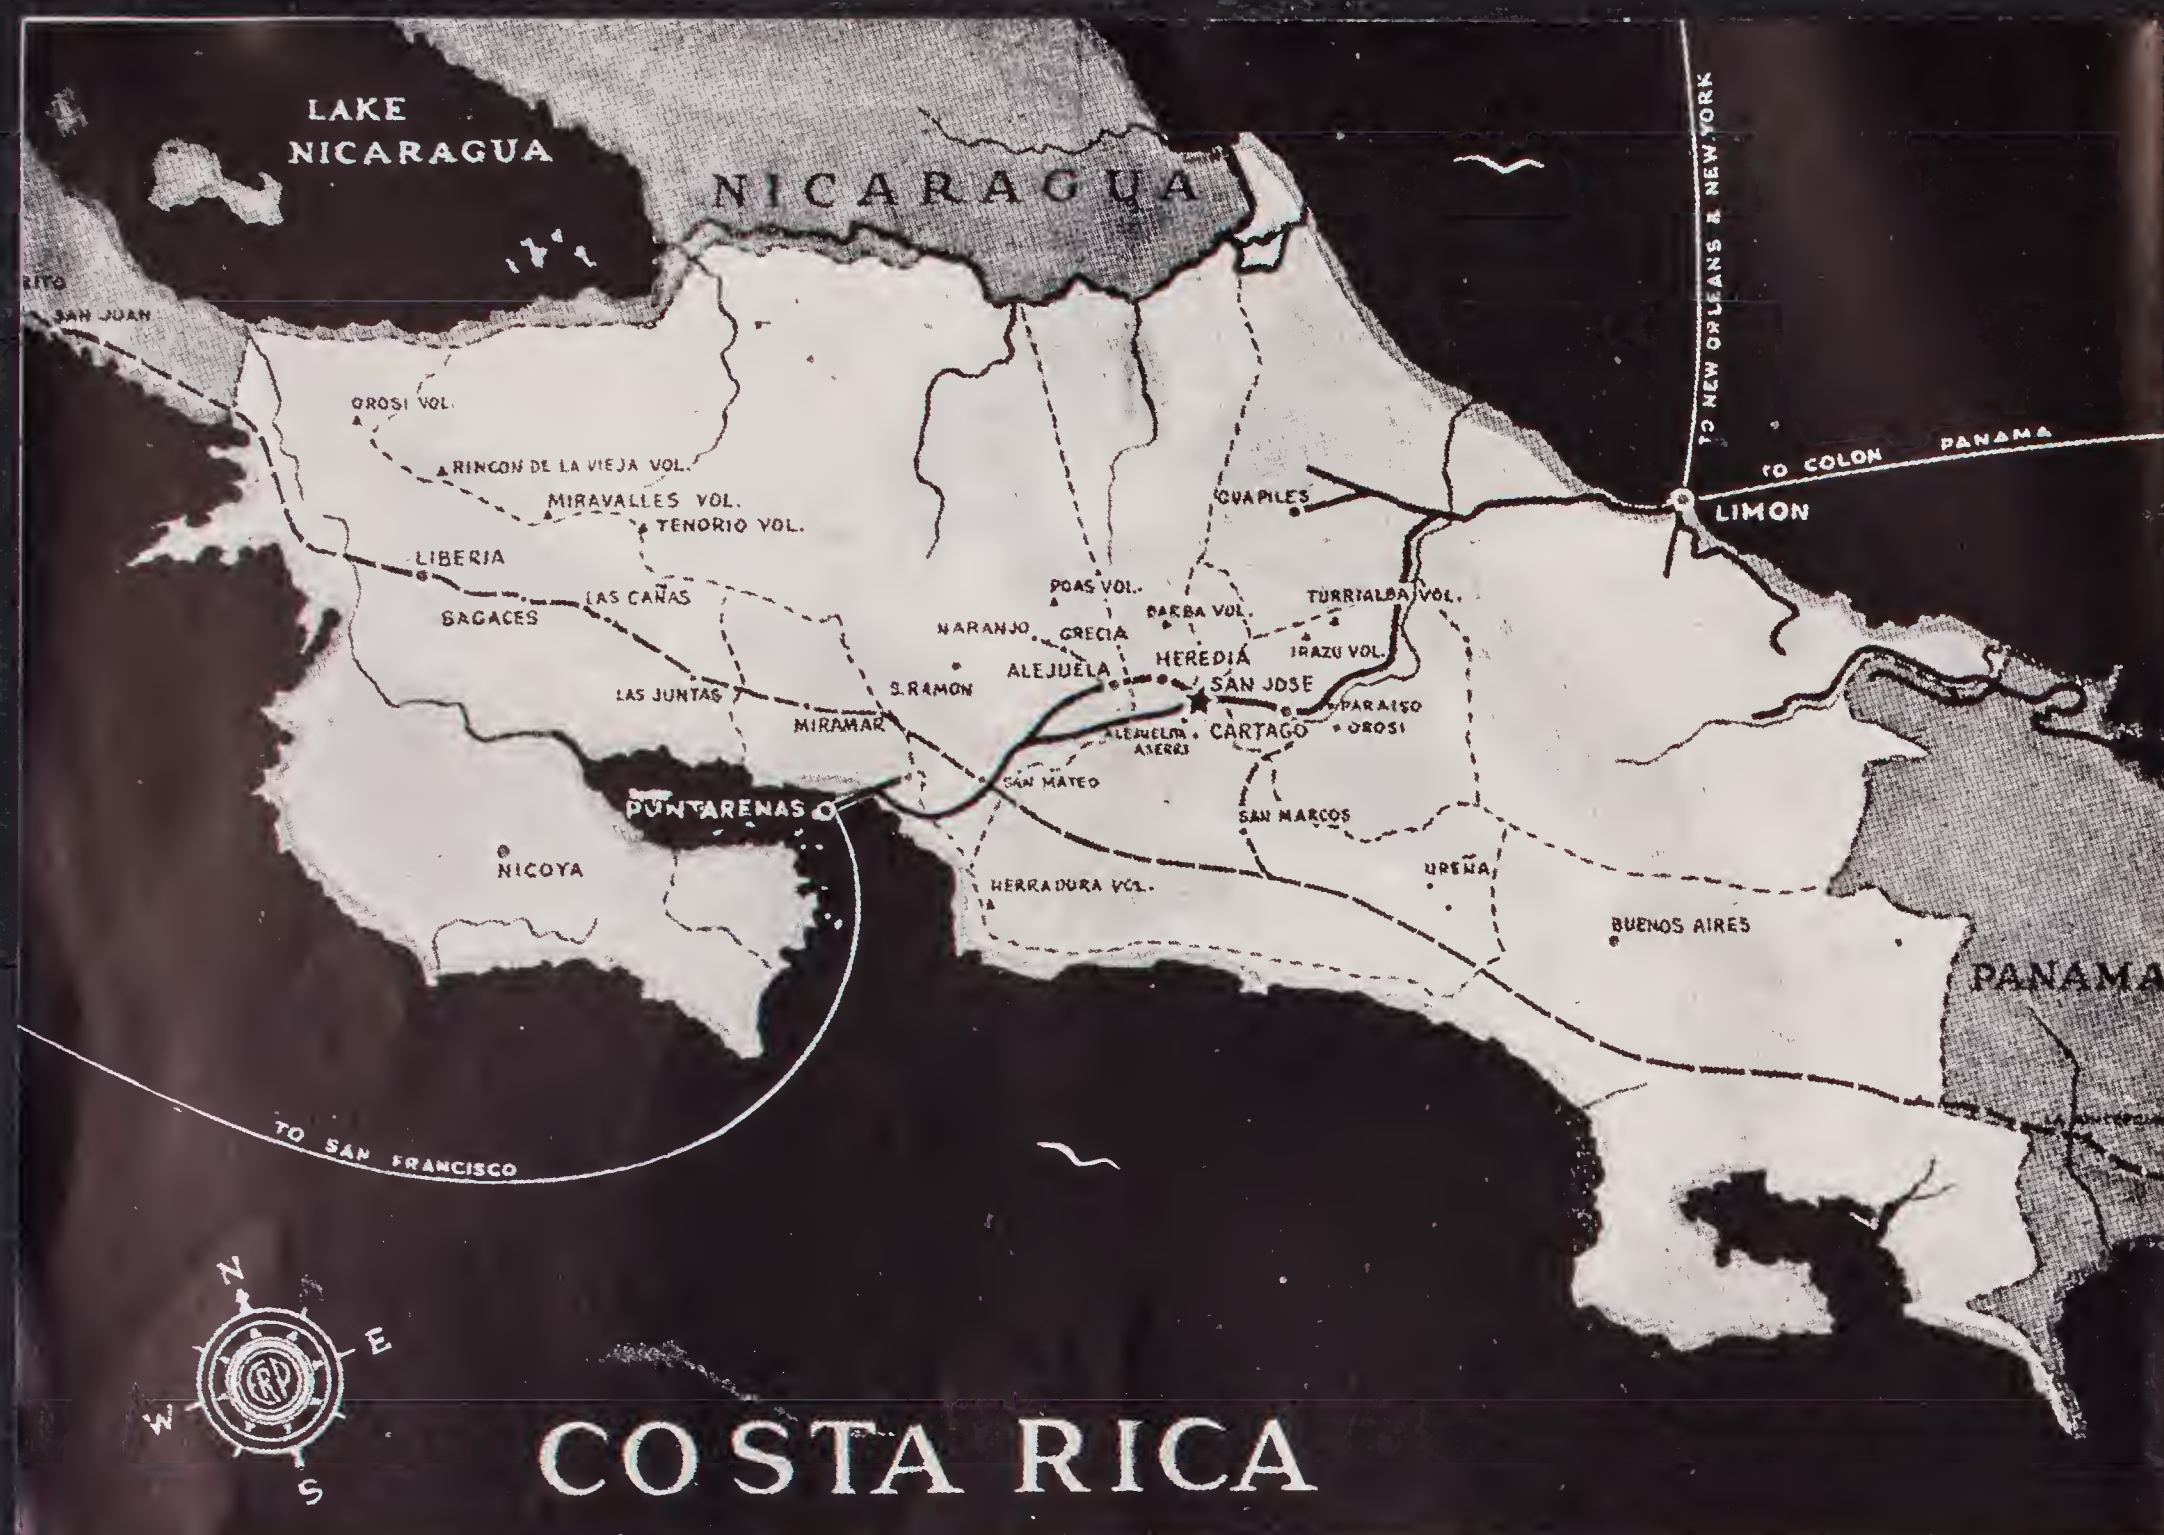 LAKE
NICARAGUA
NICARAGUA
TO NEW ORLEANS & NEW YORK
RITO
SAN JUAN
OROSI VOL.
RINCON DE LA VIEJA VOL.
MIRAVALLES VOL.
TENORIO VOL.
GUAPILES
TO COLON PANAMA
LIMON
LIBERIA
BAGACES
LAS CAÑAS
POAS VOL.
BARBA VOL.
TURRIALBA VOL.
NARANJO
GRECIA
IRAZU VOL.
HEREDIA
ALEJUELA
SAN JOSE
S. RAMON
LAS JUNTAS
PARAISO
MIRAMAR
CARTAGO
OROSI
ASERRI
SAN MATEO
PUNTARENAS
SAN MARCOS
NICOYA
UREÑA
HERRADURA VOL.
BUENOS AIRES
PANAMA
TO SAN FRANCISCO
N
E
W
S
COSTA RICA